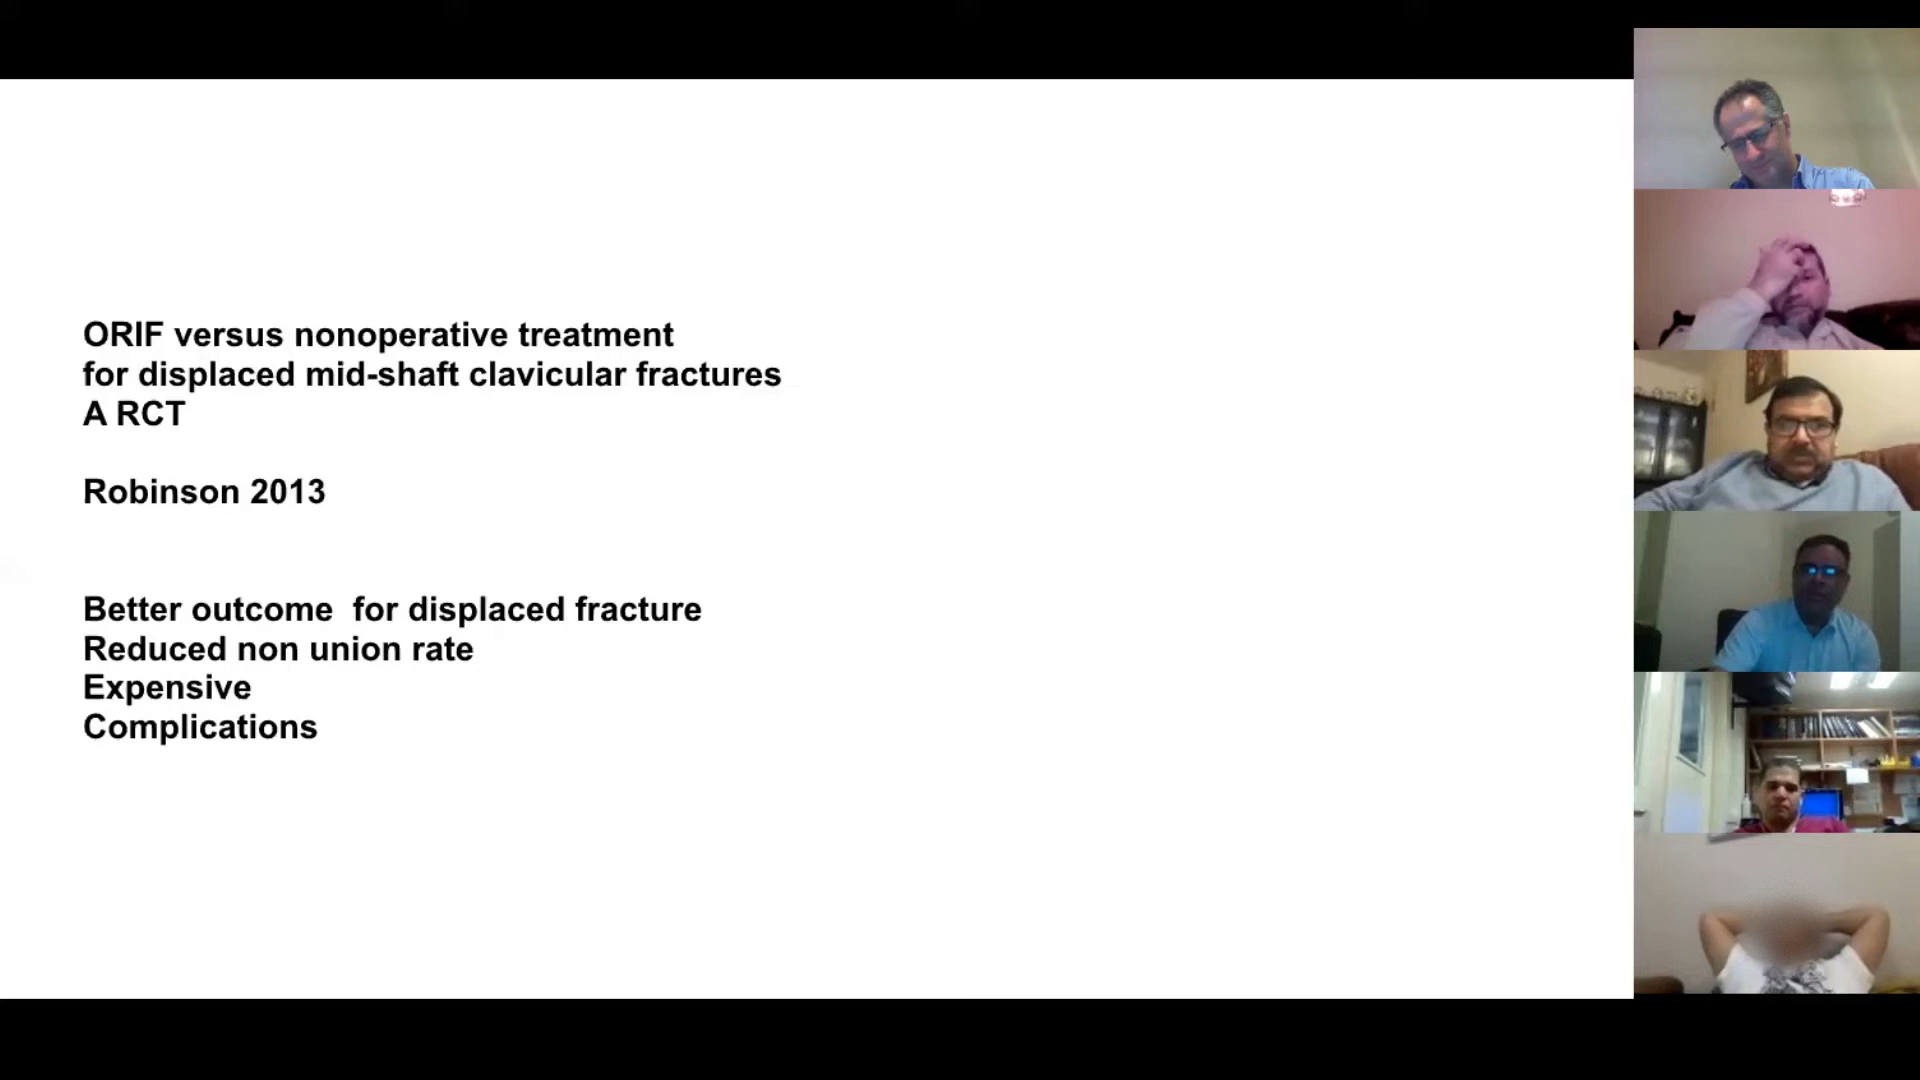 ORIF versus nonoperative treatment
for displaced mid-shaft clavicular fractures
A RCT
Robinson 2013
Better outcome  for displaced fracture
Reduced non union rate
Expensive
Complications